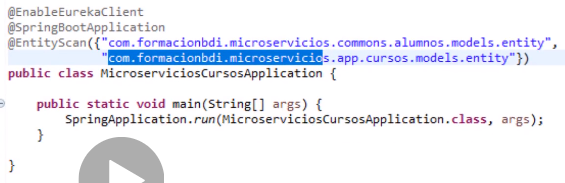 @EnableEurekaClient
@SpringBootApplication
@EntityScan({"com.formacionbdi.microservicios.commons.alumnos.models.entity",
"com.formacionbdi.microservicios.app.cursos.models.entity"})
public class MicroserviciosCursosApplication {
public static void main(String[] args) {
SpringApplication.run(MicroserviciosCursosApplication.class, args);
}
}